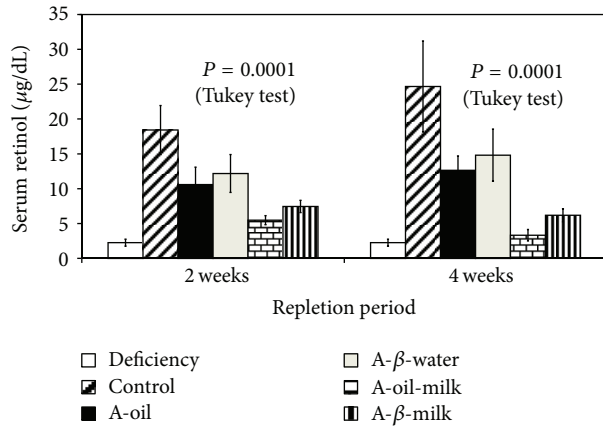 35
30
25
20
15
10
5
0
Serum retinol (μg/dL)
P = 0.0001
(Tukey test)
P = 0.0001
(Tukey test)
2 weeks
4 weeks
Repletion period
Deficiency
Control
A-oil
A-β-water
A-oil-milk
A-β-milk